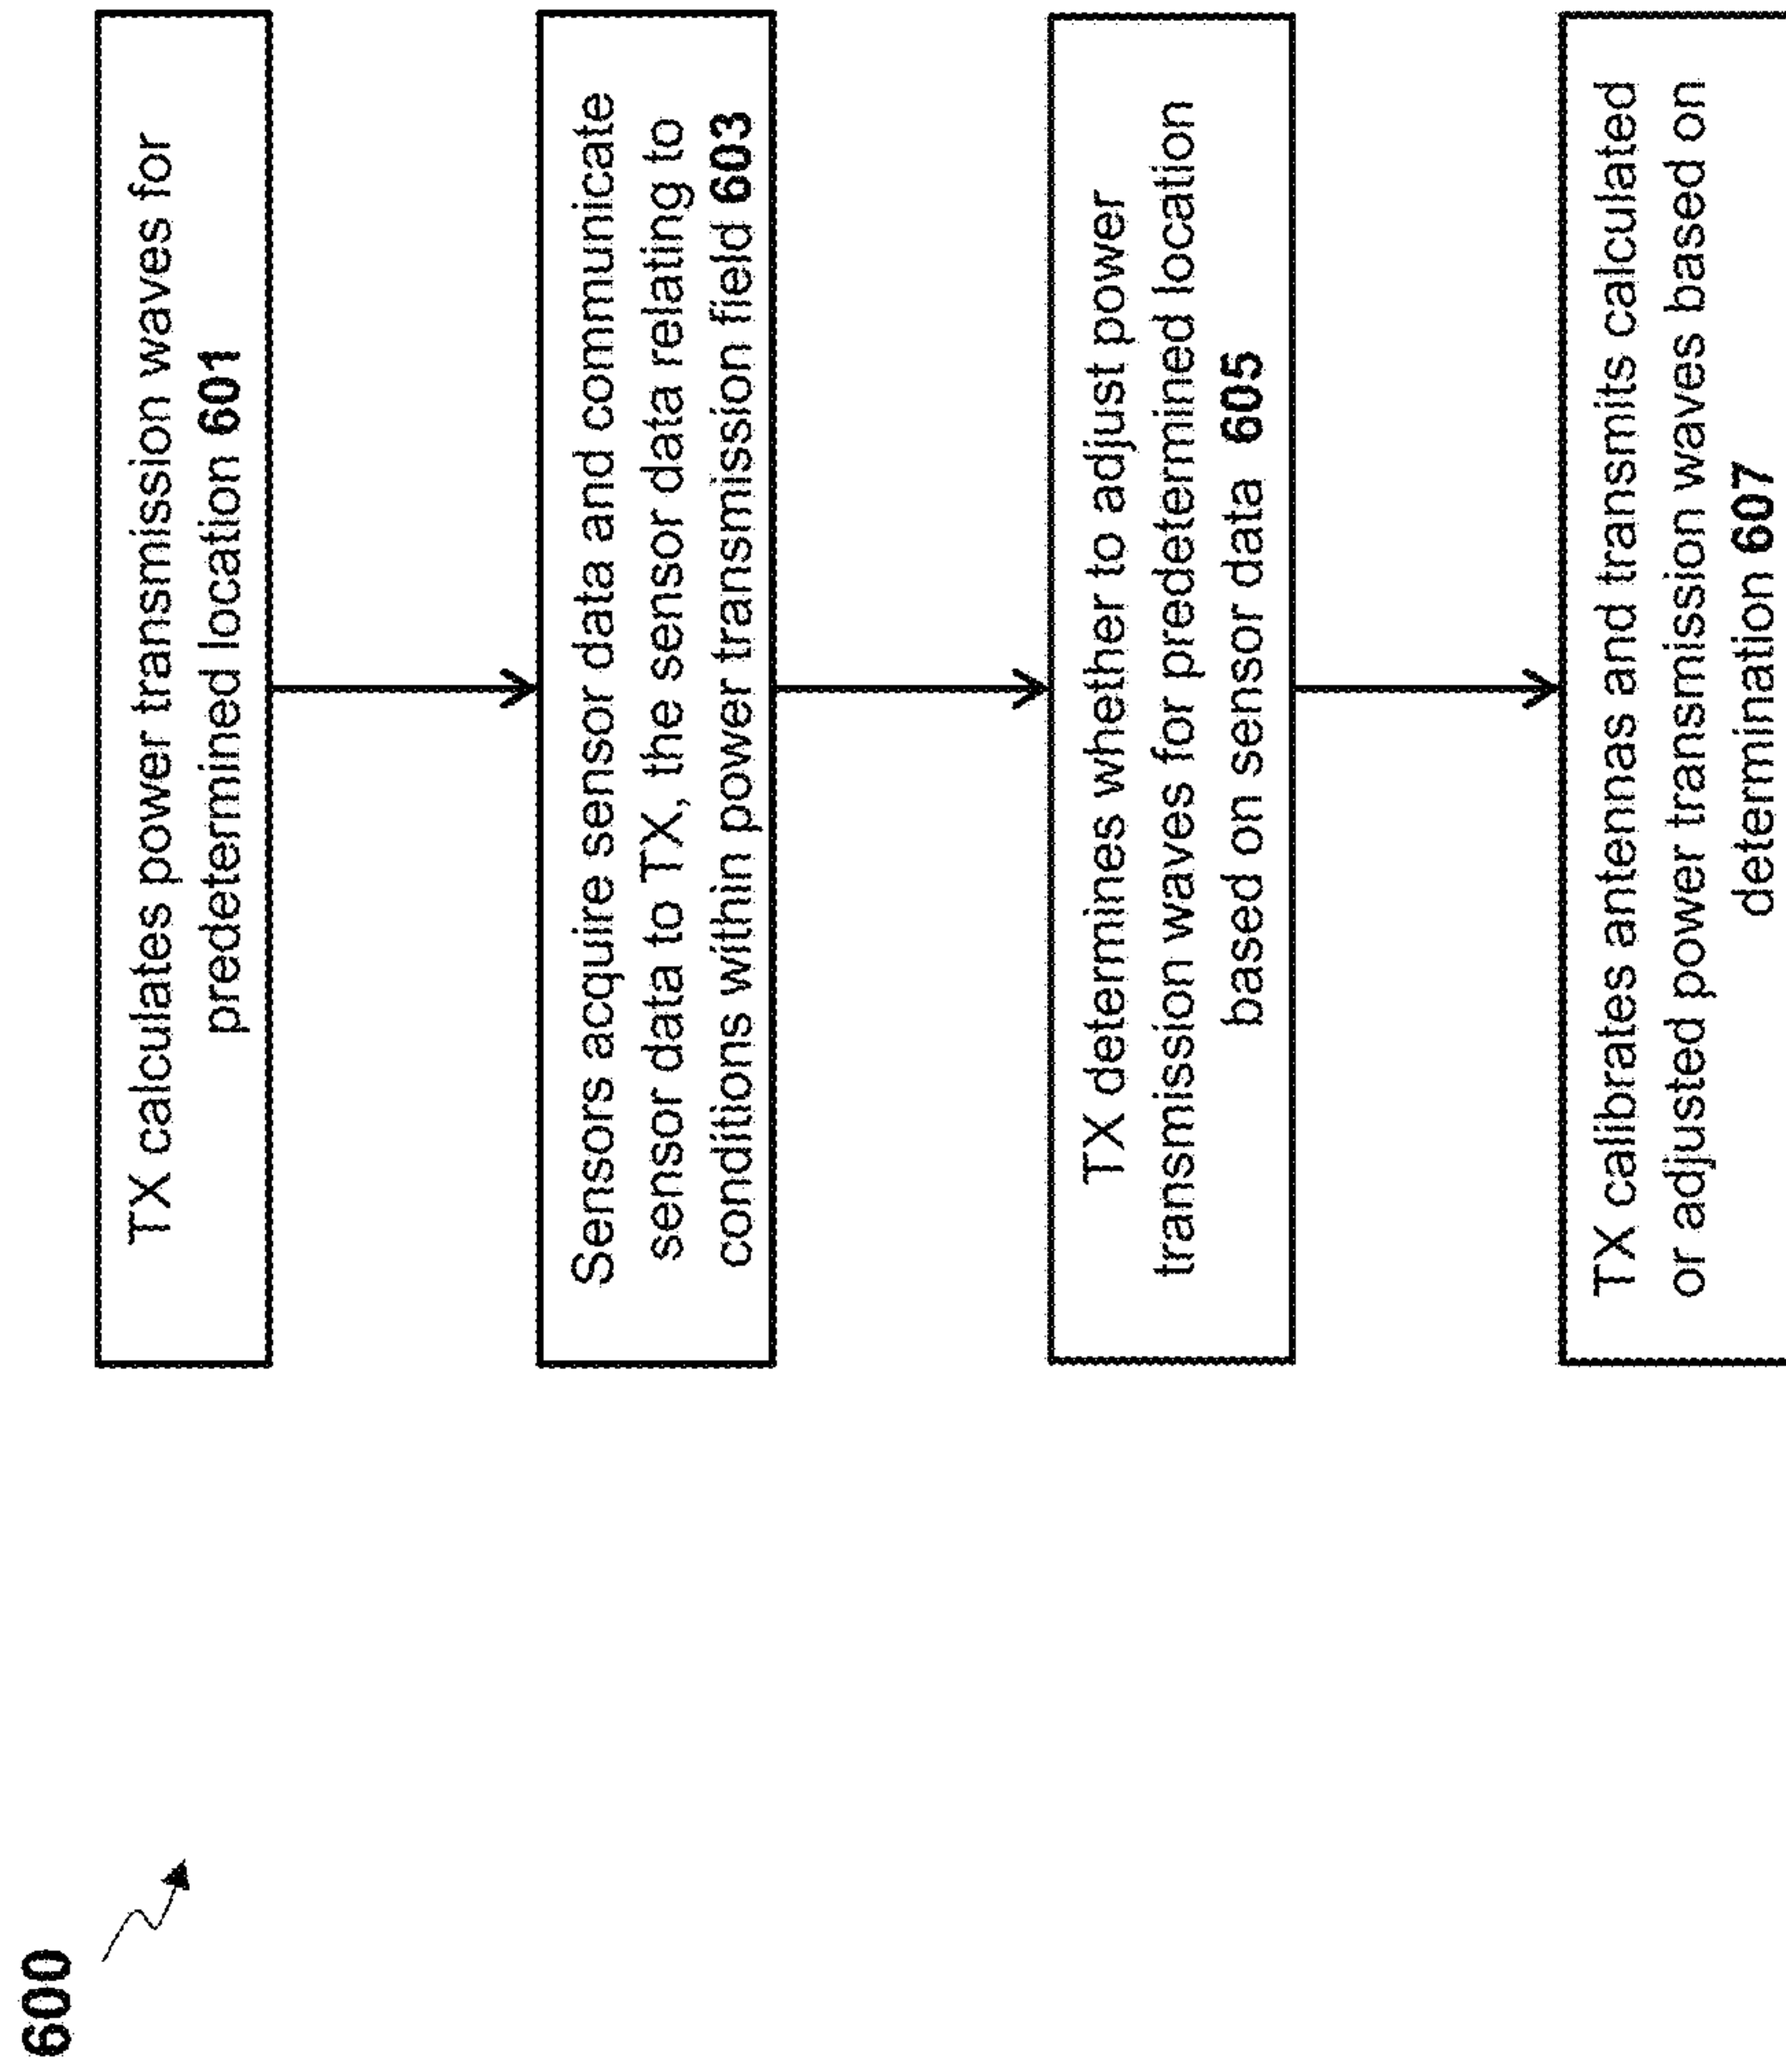 600
TX calculates power transmission waves for
predetermined location 601
Sensors acquire sensor data and communicate
sensor data to TX, the sensor data relating to
conditions within power transmission field 603
TX determines whether to adjust power
transmission waves for predetermined location
based on sensor data 605
TX calibrates antennas and transmits calculated
or adjusted power transmission waves based on
determination 607